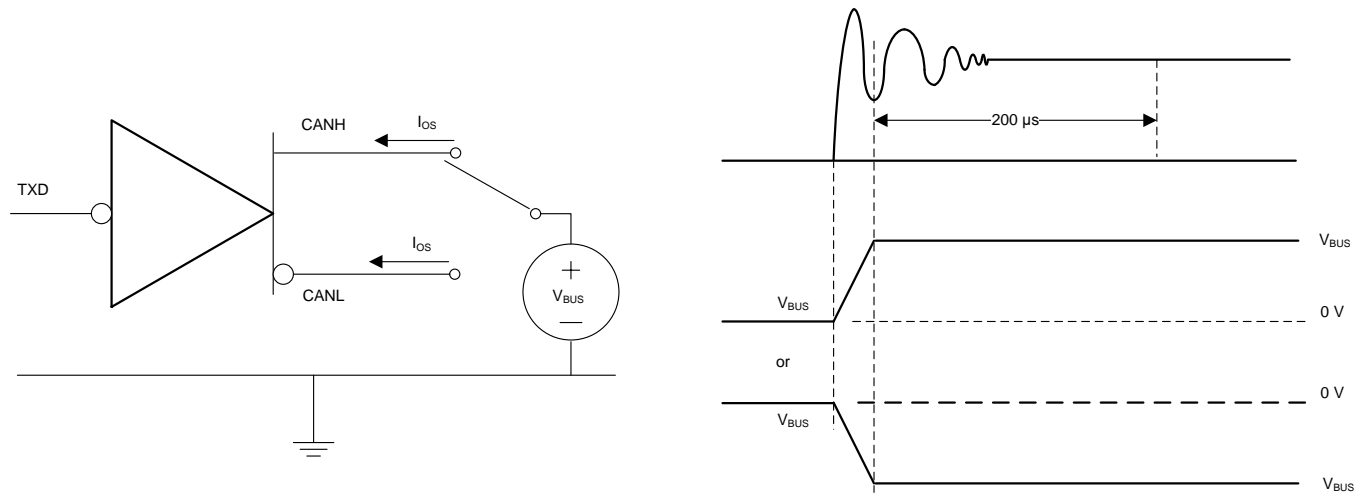 CANH
I_OS
TXD
I_OS
CANL
+
V_BUS
—
200 µs
V_BUS
V_BUS
0 V
or
0 V
V_BUS
V_BUS